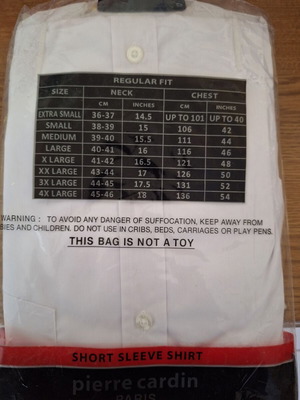 REGULAR FIT
SIZE NECK CHEST
CM INCHES CM INCHES
EXTRA SMALL 36-37 14.5 UP TO 101 UP TO 40
SMALL 38-39 15 106 42
MEDIUM 39-40 15.5 111 44
LARGE 40-41 16 116 46
X LARGE 41-42 16.5 121 48
XX LARGE 43-44 17 126 50
3X LARGE 44-45 17.5 131 52
4X LARGE 45-46 18 136 54
WARNING : TO AVOID ANY DANGER OF SUFFOCATION, KEEP AWAY FROM
BIES AND CHILDREN. DO NOT USE IN CRIBS, BEDS, CARRIAGES OR PLAY PENS.
THIS BAG IS NOT A TOY
SHORT SLEEVE SHIRT
pierre cardin
PARIS